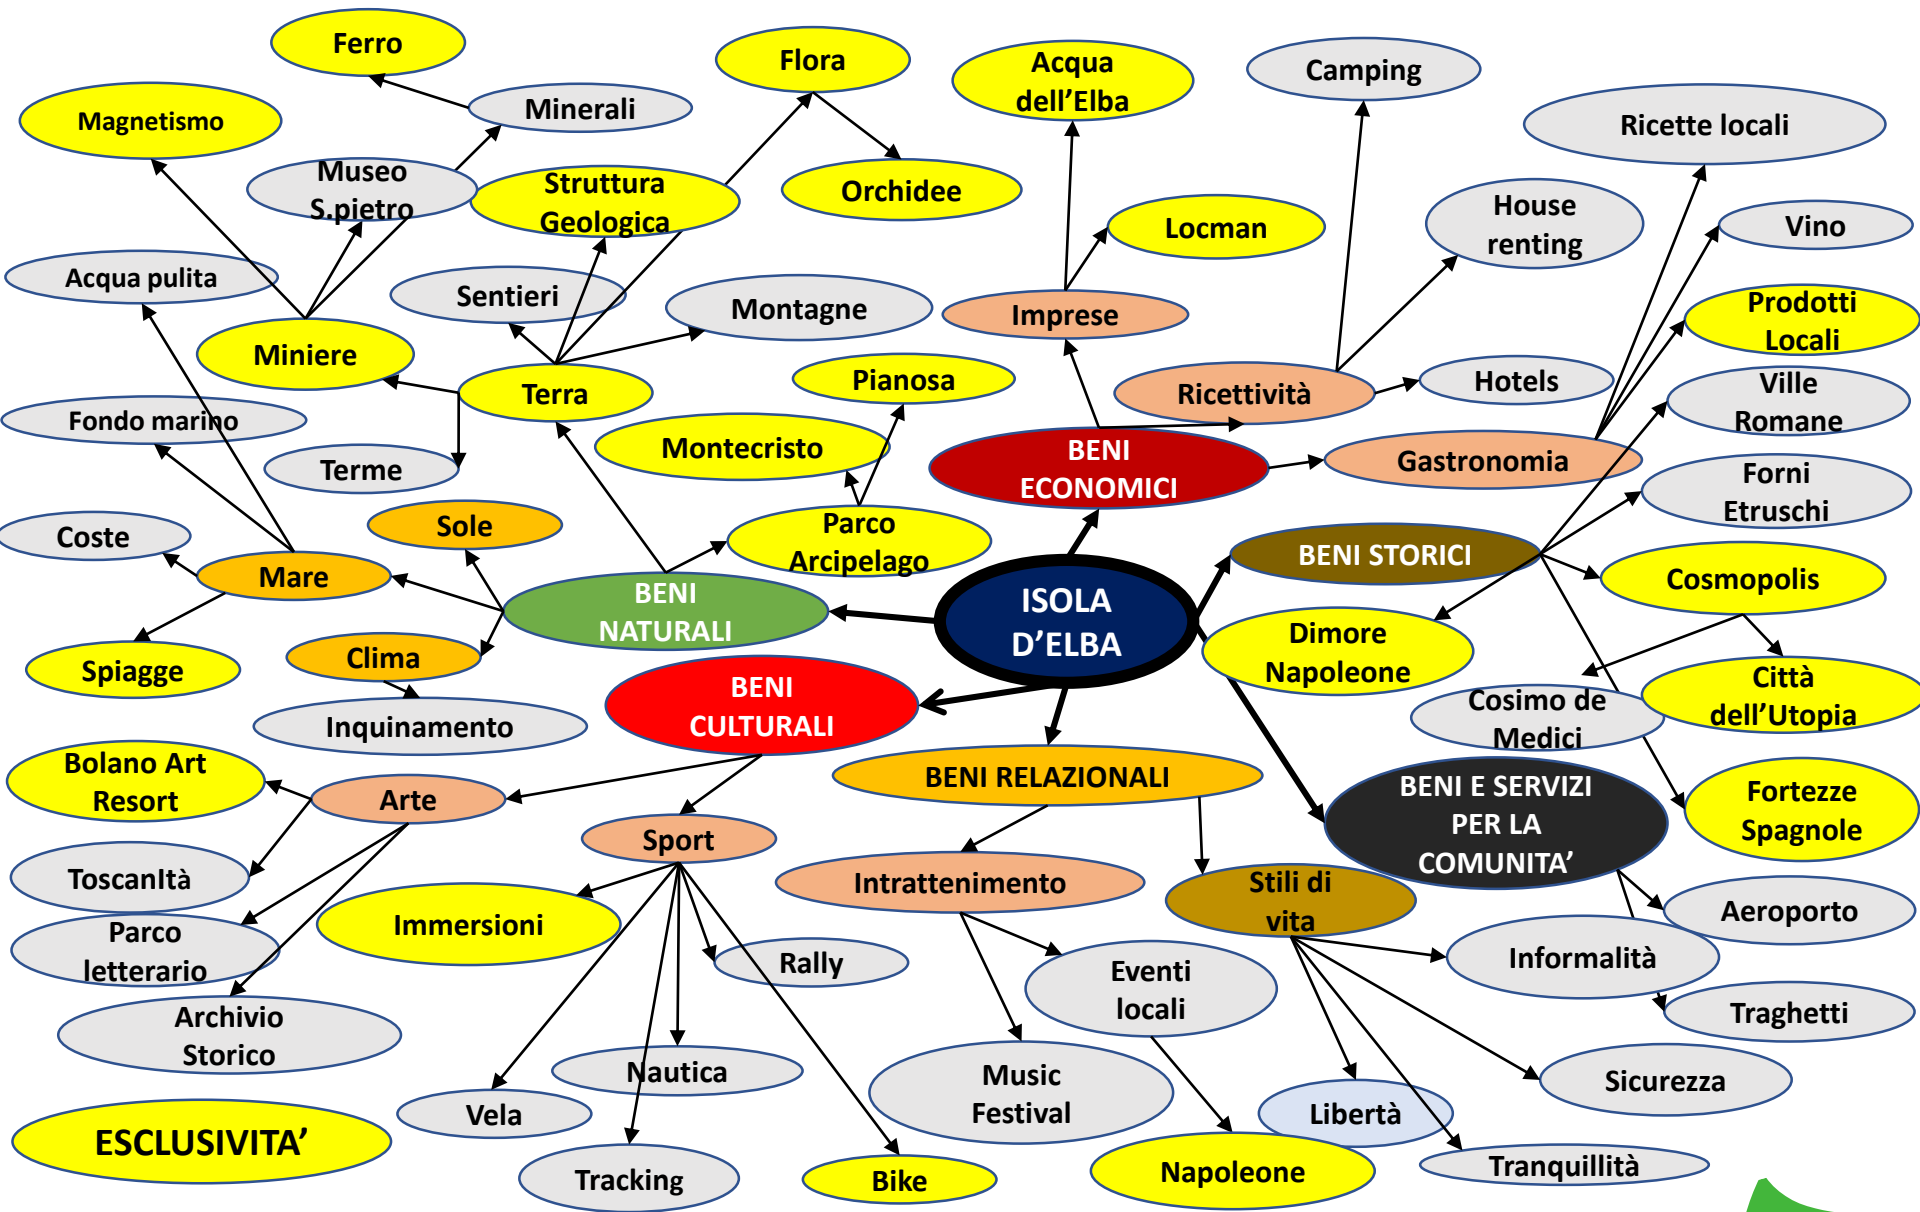 Ferro
Flora
Acqua
dell’Elba
Camping
Minerali
Magnetismo
Ricette locali
Museo
S.pietro
Struttura
Geologica
Orchidee
Locman
House
renting
Vino
Acqua pulita
Sentieri
Montagne
Imprese
Prodotti
Locali
Miniere
Terra
Pianosa
Ricettività
Hotels
Ville
Romane
Fondo marino
Terme
Montecristo
BENI
ECONOMICI
Gastronomia
Forni
Etruschi
Coste
Sole
Parco
Arcipelago
BENI STORICI
Mare
BENI
NATURALI
ISOLA
D’ELBA
Cosmopolis
Spiagge
Clima
Dimore
Napoleone
Inquinamento
BENI
CULTURALI
Cosimo de
Medici
Città
dell’Utopia
Bolano Art
Resort
Arte
BENI RELAZIONALI
BENI E SERVIZI
PER LA
COMUNITA’
Fortezze
Spagnole
Sport
ToscanItà
Intrattenimento
Stili di
vita
Immersioni
Aeroporto
Parco
letterario
Rally
Eventi
locali
Informalità
Archivio
Storico
Traghetti
Nautica
Music
Festival
Sicurezza
Vela
Libertà
ESCLUSIVITA’
Tracking
Bike
Napoleone
Tranquillità